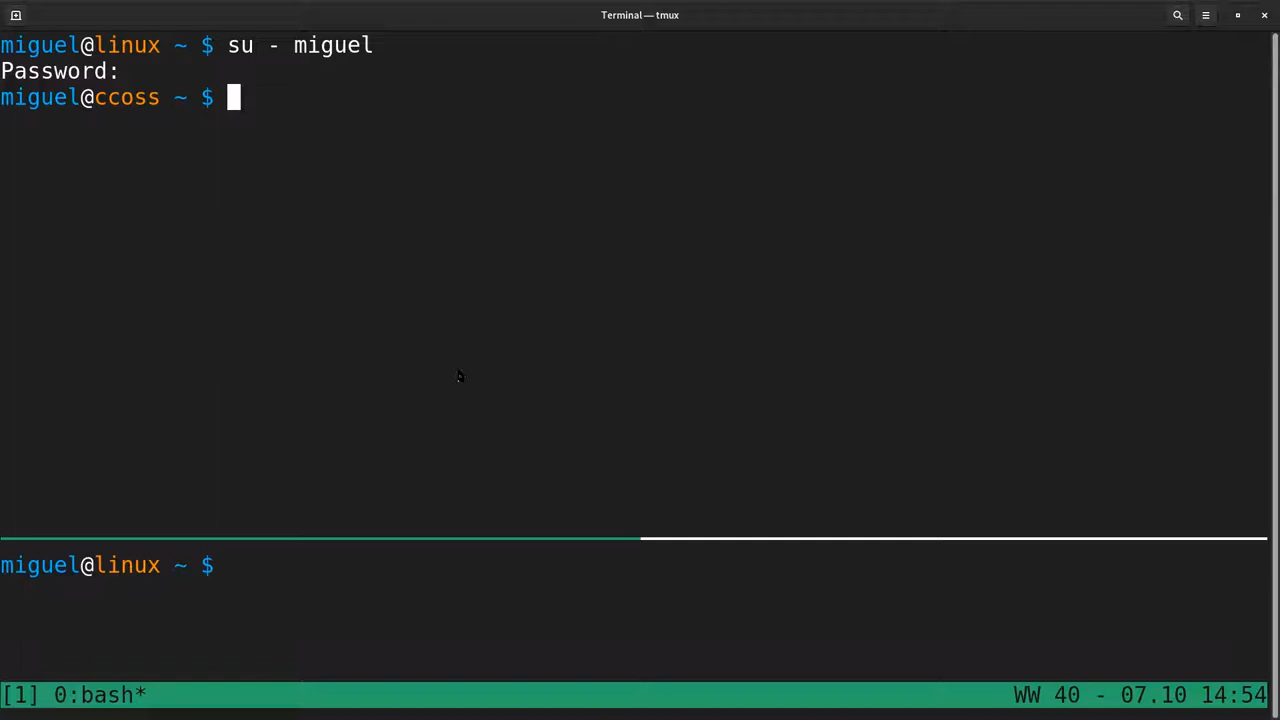 Terminal — tmux
miguel@linux ~ $ su - miguel
Password:
miguel@ccoss ~ $
miguel@linux ~ $
[1] 0:bash* WW 40 - 07.10 14:54